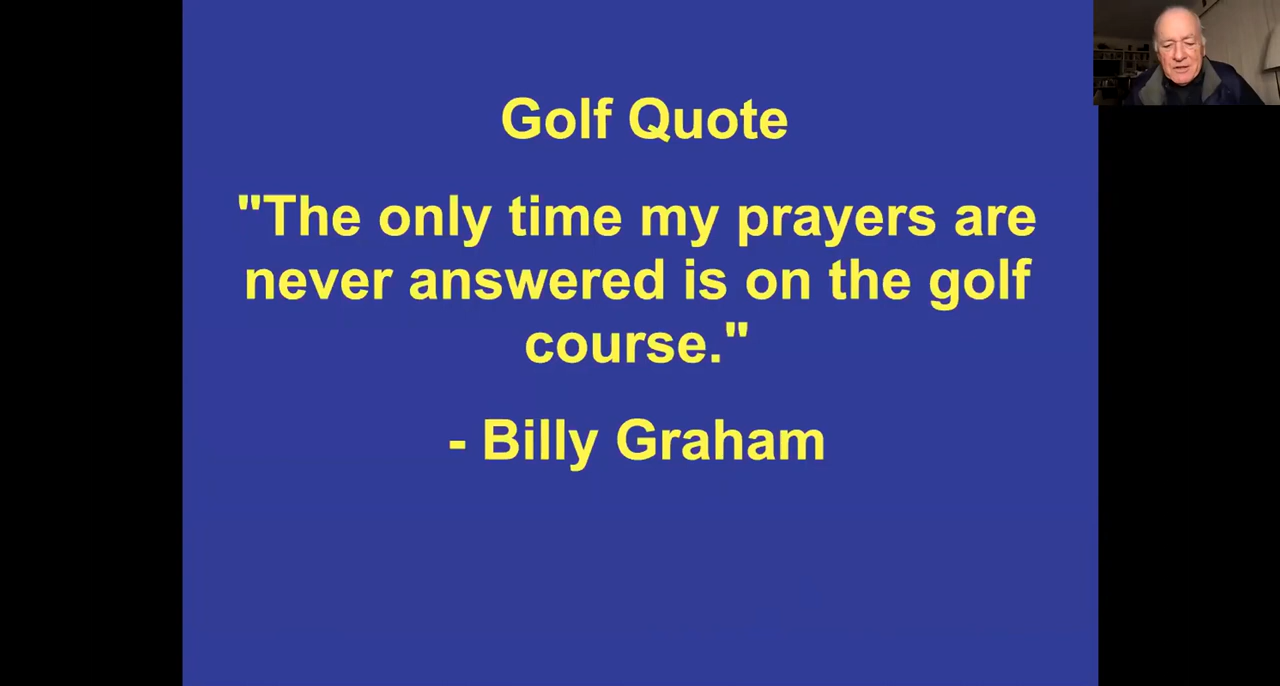 Golf Quote
"The only time my prayers are
never answered is on the golf
course."
- Billy Graham